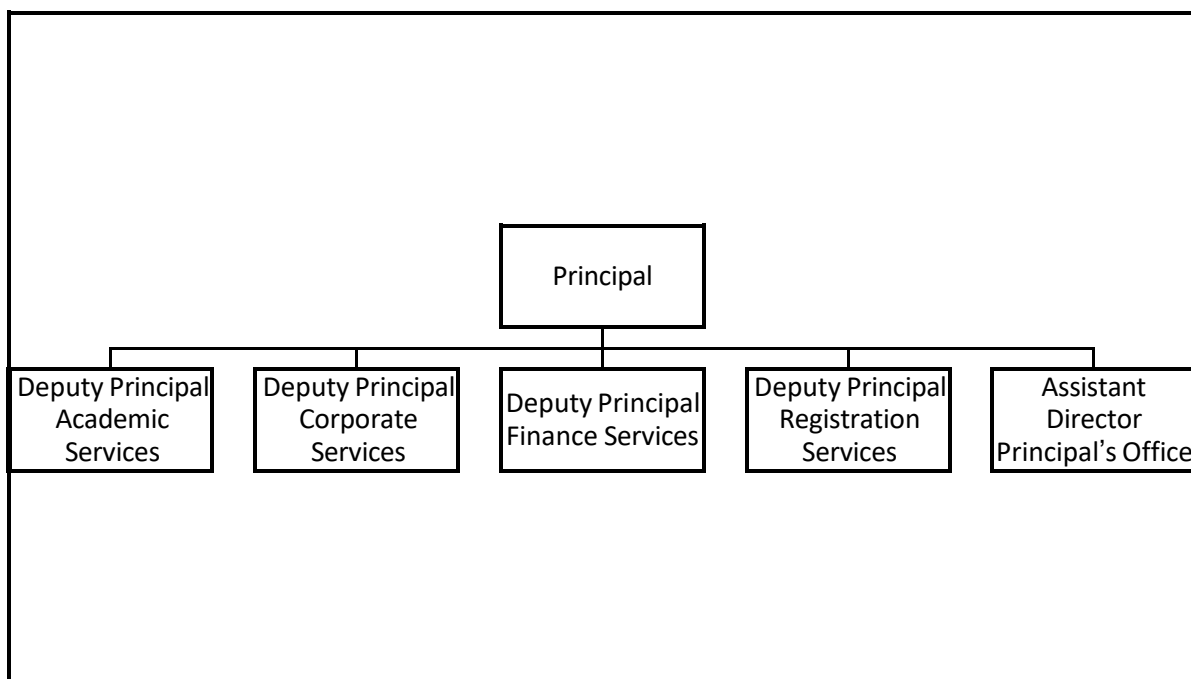 Principal
Deputy Principal
Academic
Services
Deputy Principal
Corporate
Services
Deputy Principal
Finance Services
Deputy Principal
Registration
Services
Assistant
Director
Principal’s Office